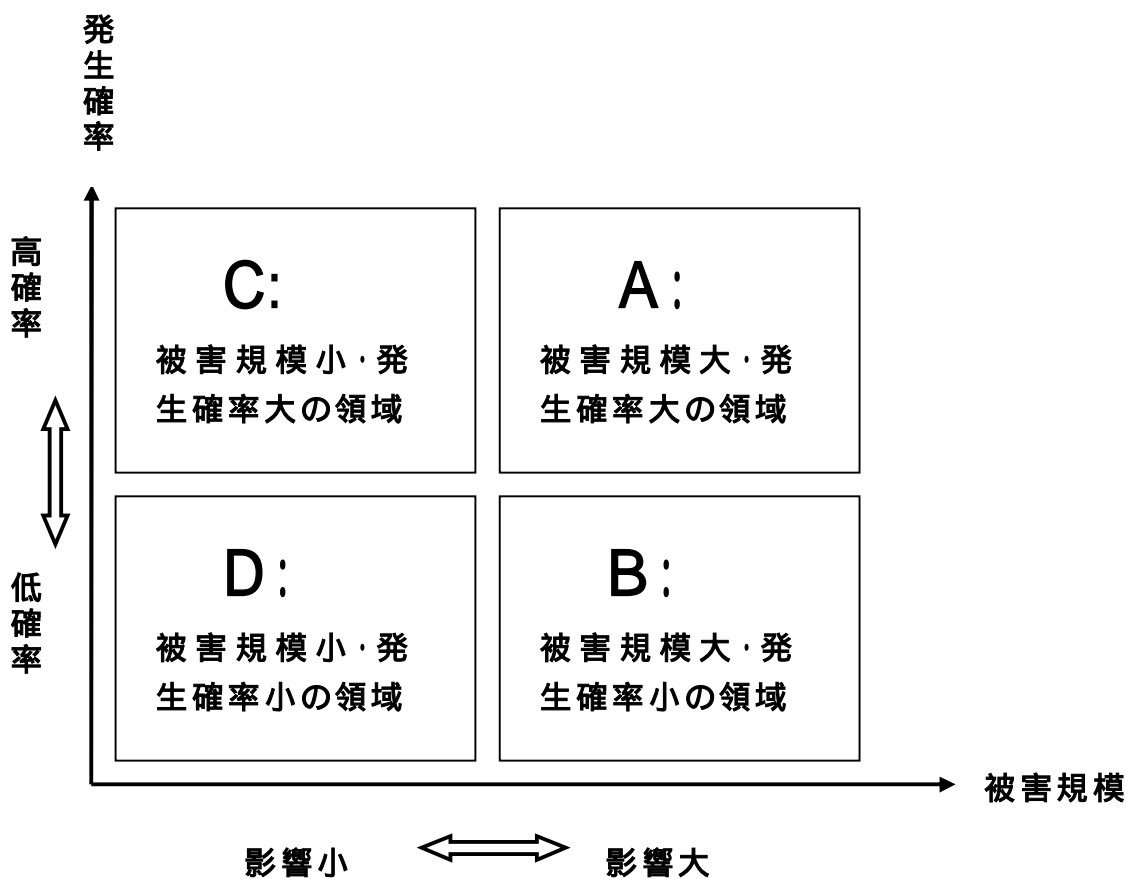 発生確率
高確率
C:
被害規模小・発
生確率大の領域
A:
被害規模大・発
生確率大の領域
低確率
D:
被害規模小・発
生確率小の領域
B:
被害規模大・発
生確率小の領域
被害規模
影響小
影響大